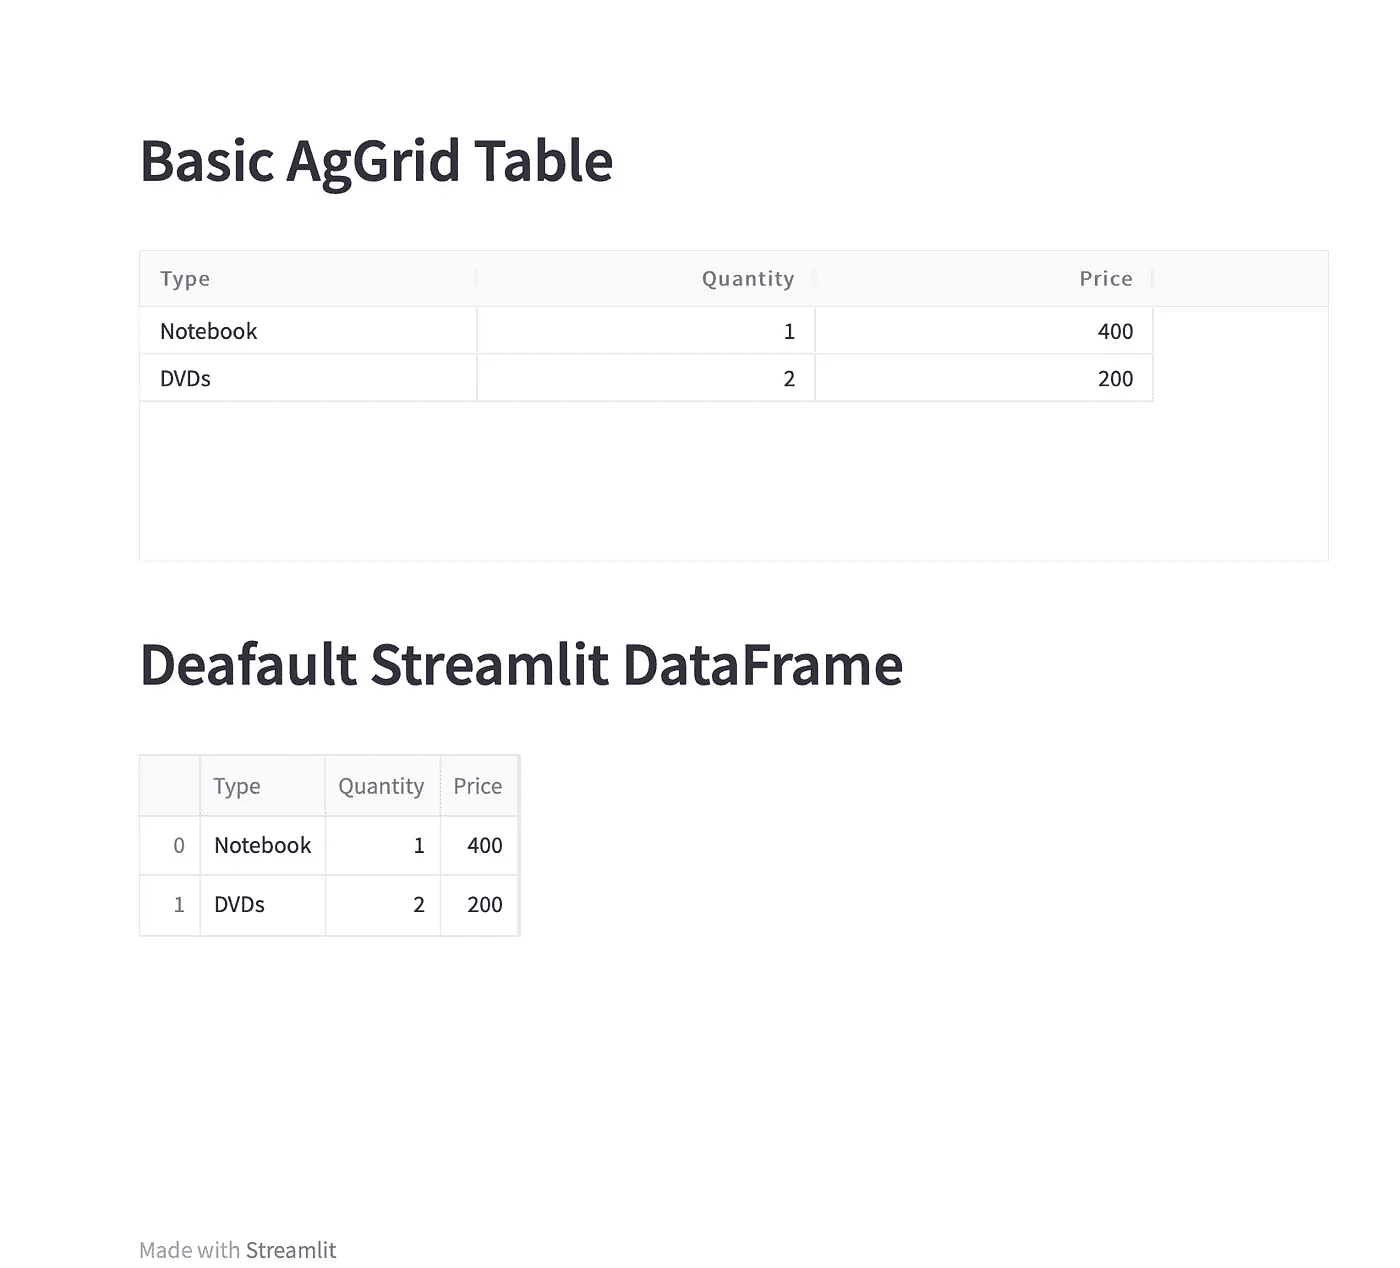 Basic AgGrid Table
Type Quantity Price
Notebook 1 400
DVDs 2 200
Deafault Streamlit DataFrame
Type Quantity Price
0 Notebook 1 400
1 DVDs 2 200
Made with Streamlit